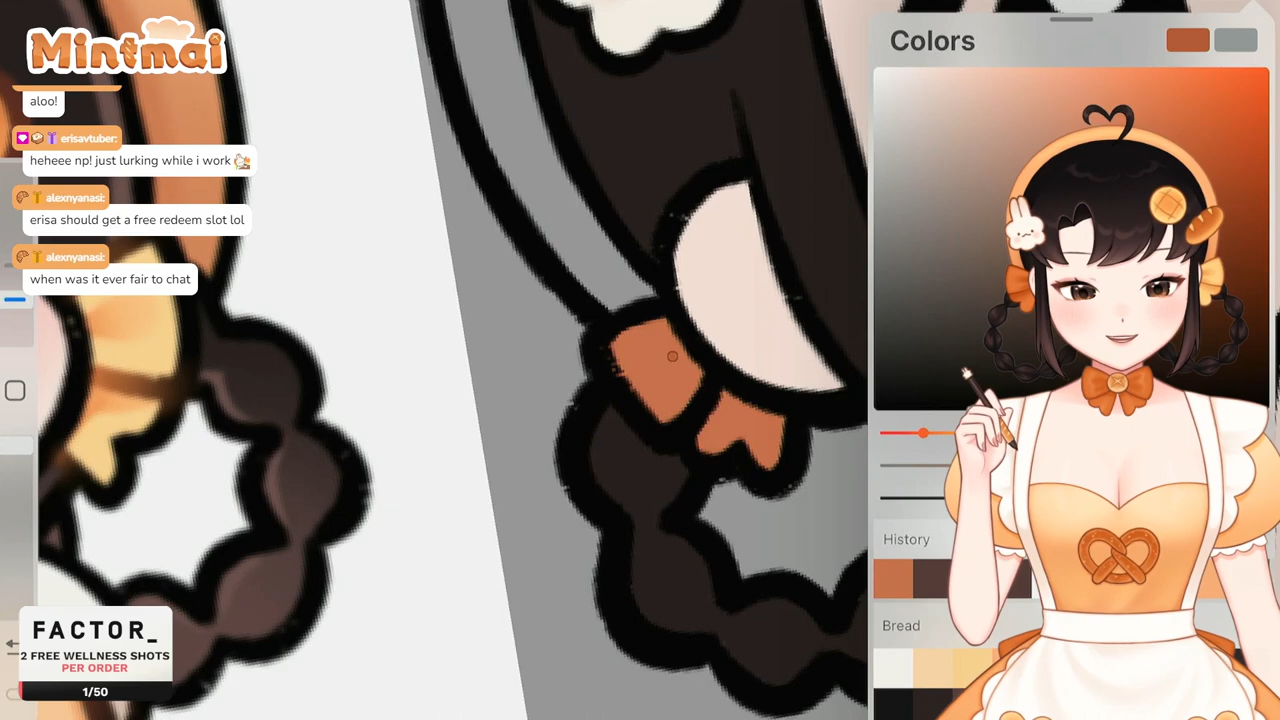 Mintmai
aloo!
erisavtuber:
heheee np! just lurking while i work
alexnyanasi:
erisa should get a free redeem slot lol
alexnyanasi:
when was it ever fair to chat
FACTOR_
2 FREE WELLNESS SHOTS
PER ORDER
1/50
Colors
History
Bread